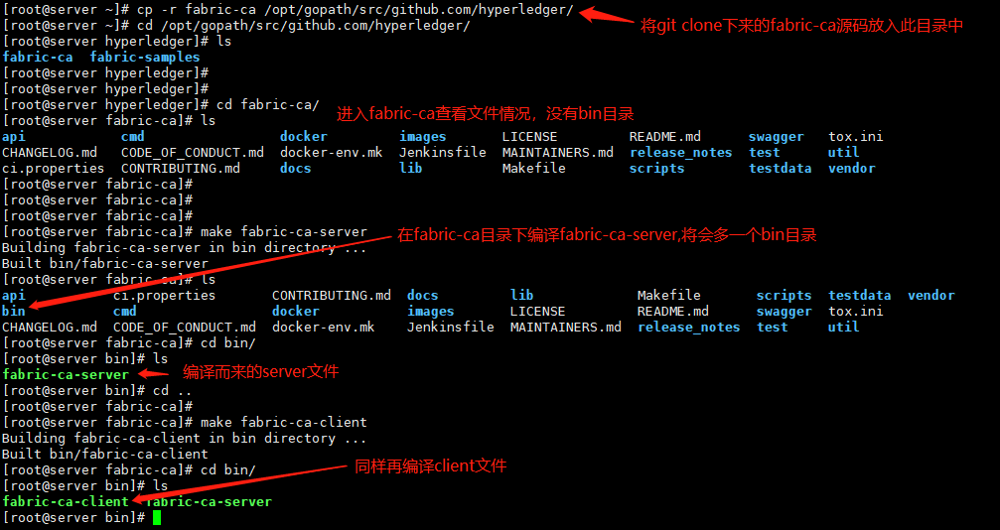 [root@server ~]# cp -r fabric-ca /opt/gopath/src/github.com/hyperledger/
将git clone下来的fabric-ca源码放入此目录中
[root@server ~]# cd /opt/gopath/src/github.com/hyperledger/
[root@server hyperledger]# ls
fabric-ca fabric-samples
[root@server hyperledger]#
[root@server hyperledger]#
[root@server hyperledger]# cd fabric-ca/
进入fabric-ca查看文件情况，没有bin目录
[root@server fabric-ca]# ls
api cmd docker images LICENSE README.md swagger tox.ini
CHANGELOG.md CODE_OF_CONDUCT.md docker-env.mk Jenkinsfile MAINTAINERS.md release_notes test util
ci.properties CONTRIBUTING.md docs lib Makefile scripts testdata vendor
[root@server fabric-ca]#
[root@server fabric-ca]#
[root@server fabric-ca]#
[root@server fabric-ca]# make fabric-ca-server
在fabric-ca目录下编译fabric-ca-server,将会多一个bin目录
Building fabric-ca-server in bin directory ...
Built bin/fabric-ca-server
[root@server fabric-ca]# ls
api ci.properties CONTRIBUTING.md docs lib Makefile scripts testdata vendor
bin cmd docker images LICENSE README.md swagger tox.ini
CHANGELOG.md CODE_OF_CONDUCT.md docker-env.mk Jenkinsfile MAINTAINERS.md release_notes test util
[root@server fabric-ca]# cd bin/
[root@server bin]# ls
fabric-ca-server
编译而来的server文件
[root@server bin]# cd ..
[root@server fabric-ca]#
[root@server fabric-ca]# make fabric-ca-client
Building fabric-ca-client in bin directory ...
Built bin/fabric-ca-client
[root@server fabric-ca]# cd bin/
同样再编译client文件
[root@server bin]# ls
fabric-ca-client fabric-ca-server
[root@server bin]#